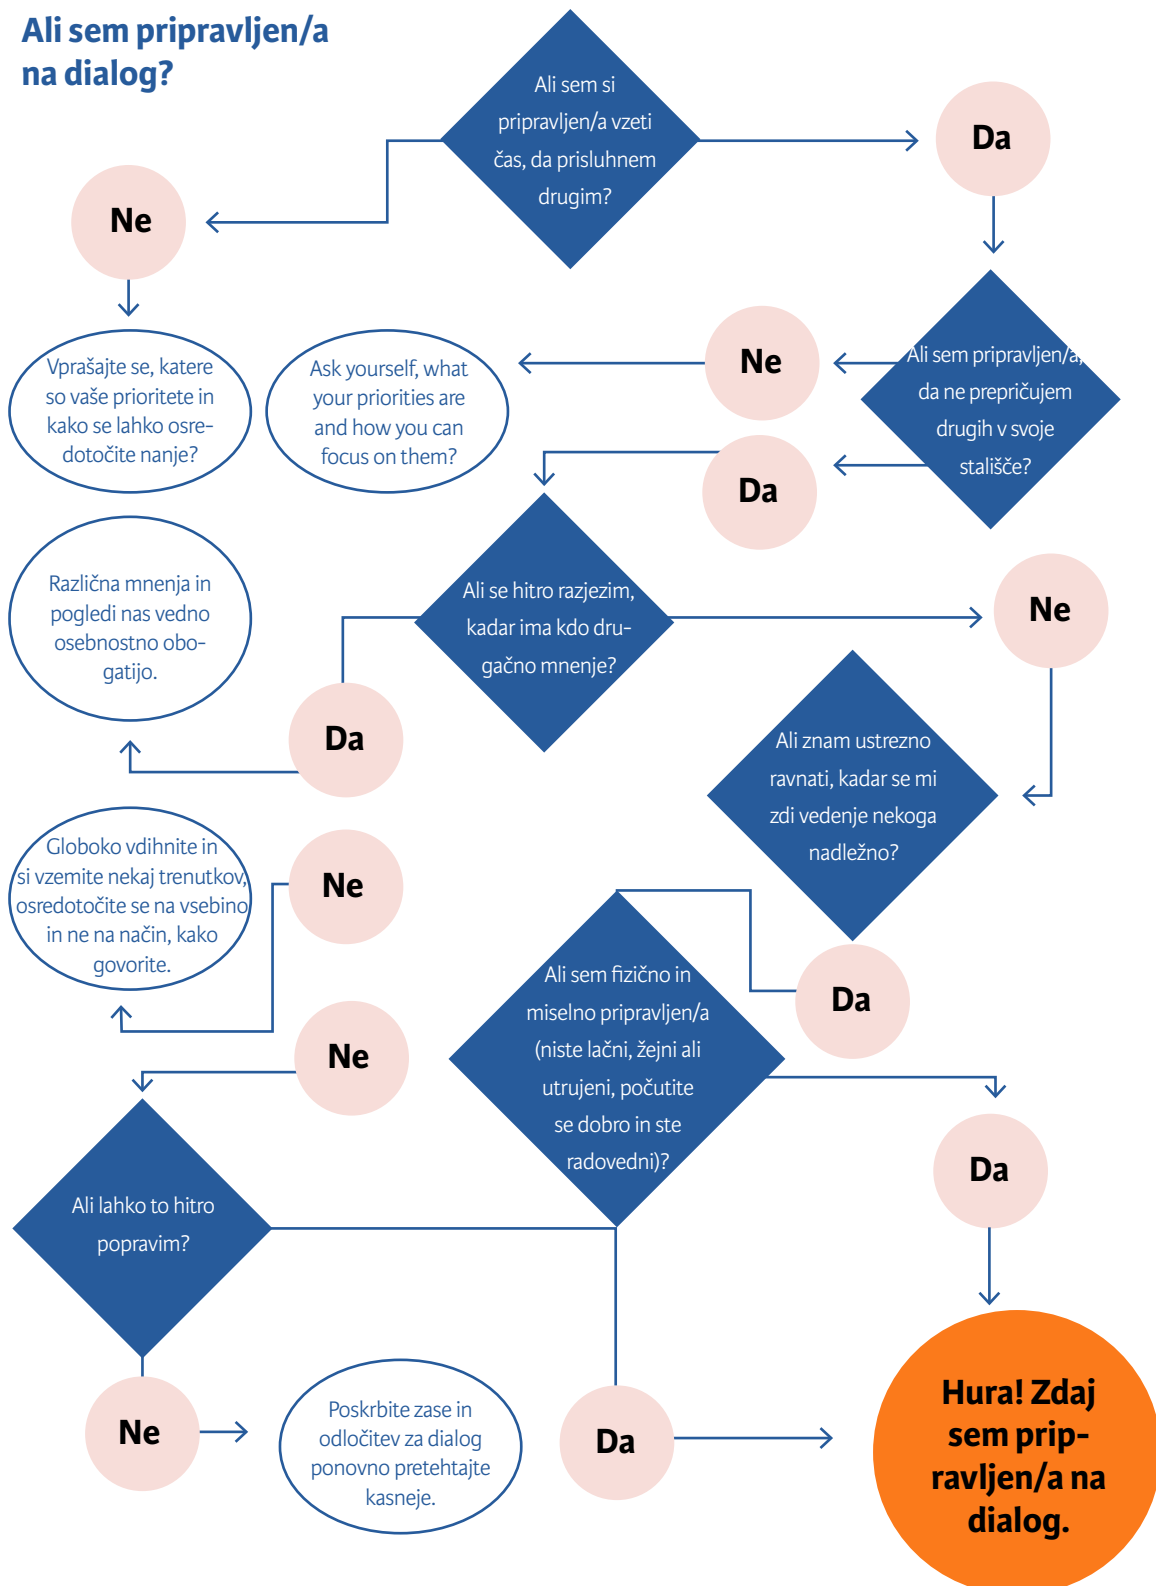 Ali sem pripravljen/a
na dialog?
Ali sem si
pripravljen/a vzeti
čas, da prisluhnem
drugim?
Da
Ne
Vprašajte se, katere
so vaše prioritete in
kako se lahko osre-
dotočite nanje?
Ask yourself, what
your priorities are
and how you can
focus on them?
Ne
Ali sem pripravljen/a,
da ne prepričujem
drugih v svoje
stališče?
Da
Različna mnenja in
pogledi nas vedno
osebnostno obo-
gatijo.
Ali se hitro razjezim,
kadar ima kdo dru-
gačno mnenje?
Ne
Da
Ali znam ustrezno
ravnati, kadar se mi
zdi vedenje nekoga
nadležno?
Globoko vdihnite in
si vzemite nekaj trenutkov,
osredotočite se na vsebino
in ne na način, kako
govorite.
Ne
Da
Ali sem fizično in
miselno pripravljen/a
(niste lačni, žejni ali
utrujeni, počutite
se dobro in ste
radovedni)?
Ne
Da
Ali lahko to hitro
popravim?
Ne
Poskrbite zase in
odločitev za dialog
ponovno pretehtajte
kasneje.
Da
Hura! Zdaj
sem prip-
ravljen/a na
dialog.